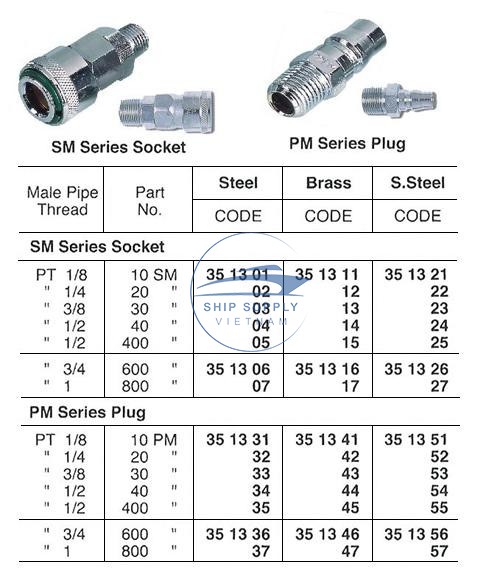 SM Series Socket
PM Series Plug
Male Pipe Thread Part No. Steel Brass S.Steel
CODE CODE CODE
SM Series Socket
PT 1/8 10 SM 35 13 01 35 13 11 35 13 21
" 1/4 20 " 02 12 22
" 3/8 30 " 03 13 23
" 1/2 40 " 04 14 24
" 1/2 400 " 05 15 25
SHIP SUPPLY
VIETNAM
" 3/4 600 " 35 13 06 35 13 16 35 13 26
" 1 800 " 07 17 27
PM Series Plug
PT 1/8 10 PM 35 13 31 35 13 41 35 13 51
" 1/4 20 " 32 42 52
" 3/8 30 " 33 43 53
" 1/2 40 " 34 44 54
" 1/2 400 " 35 45 55
" 3/4 600 " 35 13 36 35 13 46 35 13 56
" 1 800 " 37 47 57